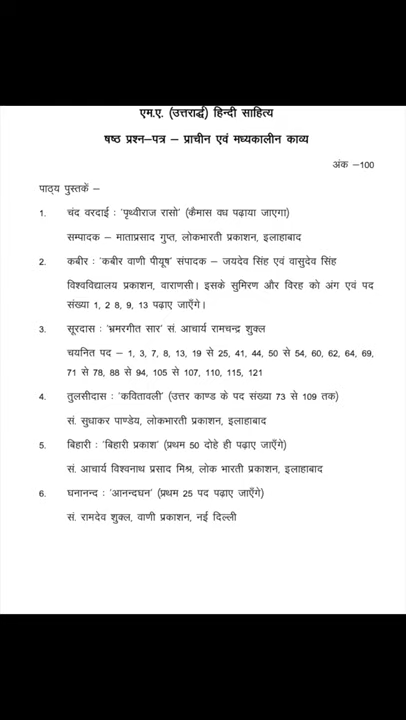 एम.ए. (उत्तरार्द्ध) हिन्दी साहित्य
षष्ठ प्रश्न–पत्र – प्राचीन एवं मध्यकालीन काव्य
अंक –100
पाठ्य पुस्तकें –
1. चंद वरदाई : 'पृथ्वीराज रासो' (कैमास वध पढ़ाया जाएगा)
सम्पादक – माताप्रसाद गुप्त, लोकभारती प्रकाशन, इलाहाबाद
2. कबीर : 'कबीर वाणी पीयूष' संपादक – जयदेव सिंह एवं वासुदेव सिंह
विश्वविद्यालय प्रकाशन, वाराणसी। इसके सुमिरण और विरह काे अंग एवं पद
संख्या 1, 2 8, 9, 13 पढ़ाए जाएँगे।
3. सूरदास : 'भ्रमरगीत सार' सं. आचार्य रामचन्द्र शुक्ल
चयनित पद – 1, 3, 7, 8, 13, 19 से 25, 41, 44, 50 से 54, 60, 62, 64, 69,
71 से 78, 88 से 94, 105 से 107, 110, 115, 121
4. तुलसीदास : 'कवितावली' (उत्तर काण्ड के पद संख्या 73 से 109 तक)
सं. सुधाकर पाण्डेय, लोकभारती प्रकाशन, इलाहाबाद
5. बिहारी : 'बिहारी प्रकाश' (प्रथम 50 दोहे ही पढ़ाए जाएँगे)
सं. आचार्य विश्वनाथ प्रसाद मिश्र, लोक भारती प्रकाशन, इलाहाबाद
6. घनानन्द : 'आनन्दघन' (प्रथम 25 पद पढ़ाए जाएँगे)
सं. रामदेव शुक्ल, वाणी प्रकाशन, नई दिल्ली